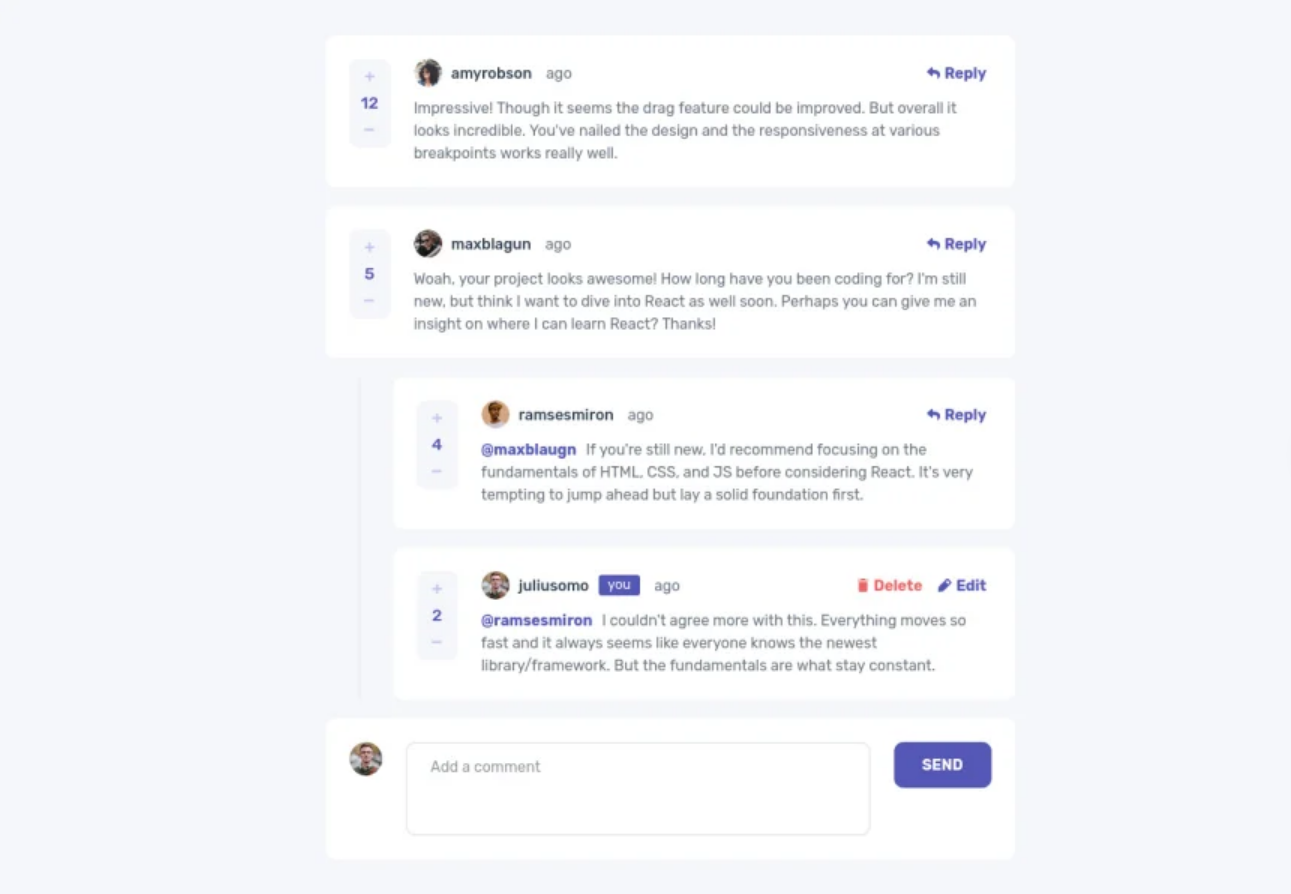 +
12
−
amyrobson ago
Reply
Impressive! Though it seems the drag feature could be improved. But overall it
looks incredible. You've nailed the design and the responsiveness at various
breakpoints works really well.
+
5
−
maxblagun ago
Reply
Woah, your project looks awesome! How long have you been coding for? I'm still
new, but think I want to dive into React as well soon. Perhaps you can give me an
insight on where I can learn React? Thanks!
+
4
−
ramsesmiron ago
Reply
@maxblaugn If you're still new, I'd recommend focusing on the
fundamentals of HTML, CSS, and JS before considering React. It's very
tempting to jump ahead but lay a solid foundation first.
+
2
−
juliusomo you ago
Delete Edit
@ramsesmiron I couldn't agree more with this. Everything moves so
fast and it always seems like everyone knows the newest
library/framework. But the fundamentals are what stay constant.
Add a comment
SEND